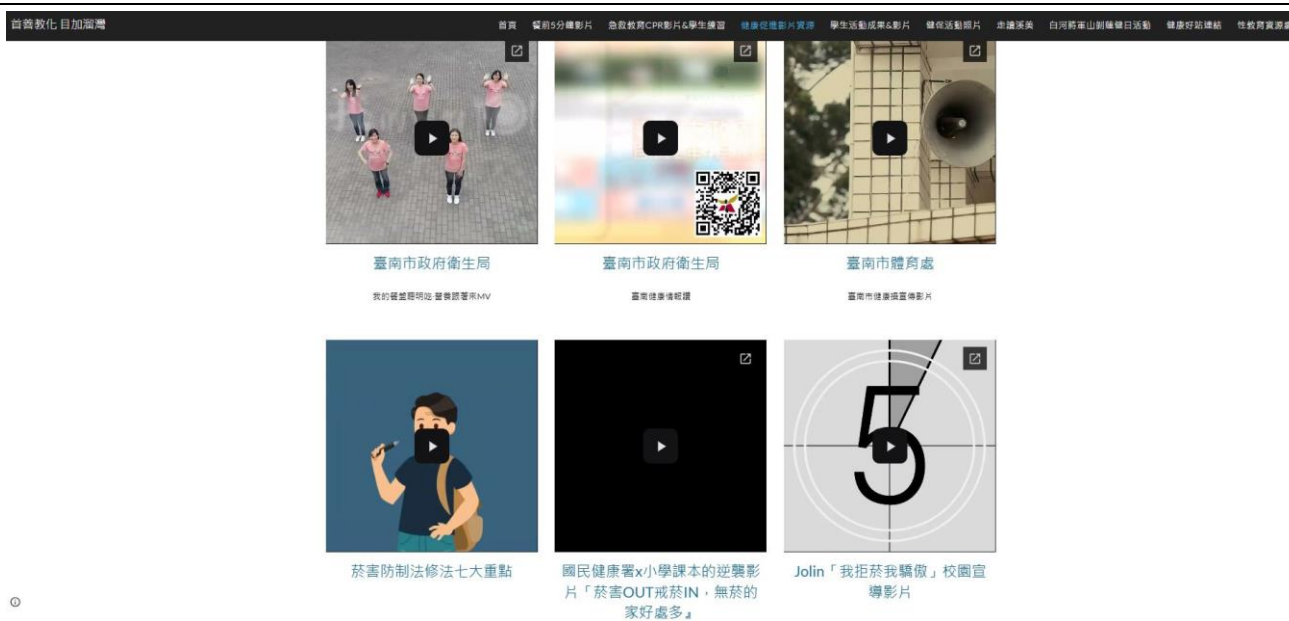 首善教化 目加溜灣
首頁 餐前5分鐘影片 急救教育CPR影片&學生練習 健康促進影片資源 學生活動成果&影片 健促活動照片 走讀溪美 白河將軍山剝蓮健日活動 健康好站連結 性教育資源
臺南市政府衛生局
臺南市政府衛生局
臺南市體育處
我的餐盤聰明吃 營養跟著來MV
臺南健康情報讚
臺南市健康操宣傳影片
5
菸害防制法修法七大重點
國民健康署x小學課本的逆襲影
片「菸害OUT戒菸IN,無菸的
家好處多』
Jolin「我拒菸我驕傲」校園宣
導影片